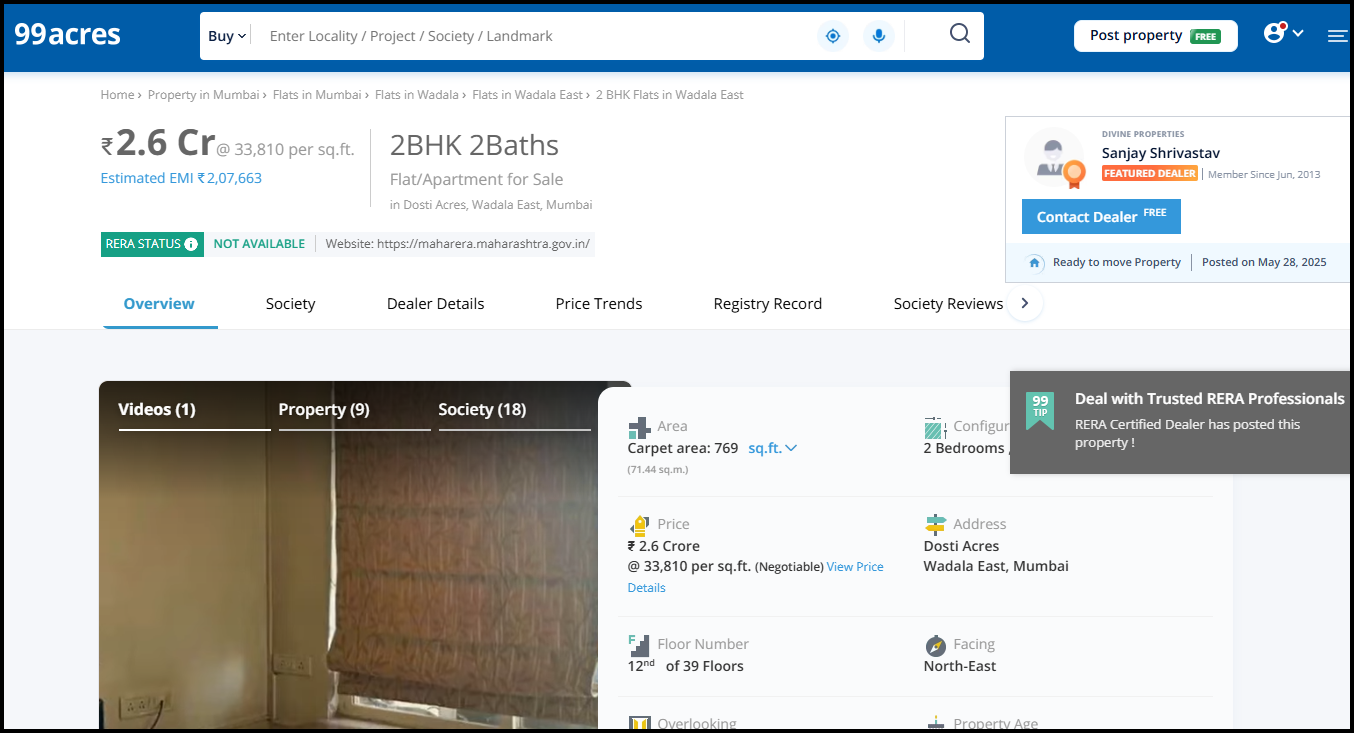 99acres
Buy
Enter Locality / Project / Society / Landmark
Post property FREE
Home › Property in Mumbai › Flats in Mumbai › Flats in Wadala › Flats in Wadala East › 2 BHK Flats in Wadala East
₹2.6 Cr @ 33,810 per sq.ft.
Estimated EMI ₹2,07,663
2BHK 2Baths
Flat/Apartment for Sale
in Dosti Acres, Wadala East, Mumbai
RERA STATUS i NOT AVAILABLE Website: https://maharera.maharashtra.gov.in/
DIVINE PROPERTIES
Sanjay Shrivastav
FEATURED DEALER Member Since Jun, 2013
Contact Dealer FREE
Ready to move Property Posted on May 28, 2025
Overview Society Dealer Details Price Trends Registry Record Society Reviews
Videos (1) Property (9) Society (18)
Area
Carpet area: 769 sq.ft.
(71.44 sq.m.)
Configur
2 Bedrooms ,
99 TIP
Deal with Trusted RERA Professionals
RERA Certified Dealer has posted this
property !
Price
₹ 2.6 Crore
@ 33,810 per sq.ft. (Negotiable) View Price
Details
Address
Dosti Acres
Wadala East, Mumbai
F Floor Number
12nd of 39 Floors
Facing
North-East
Overlooking
Property Age